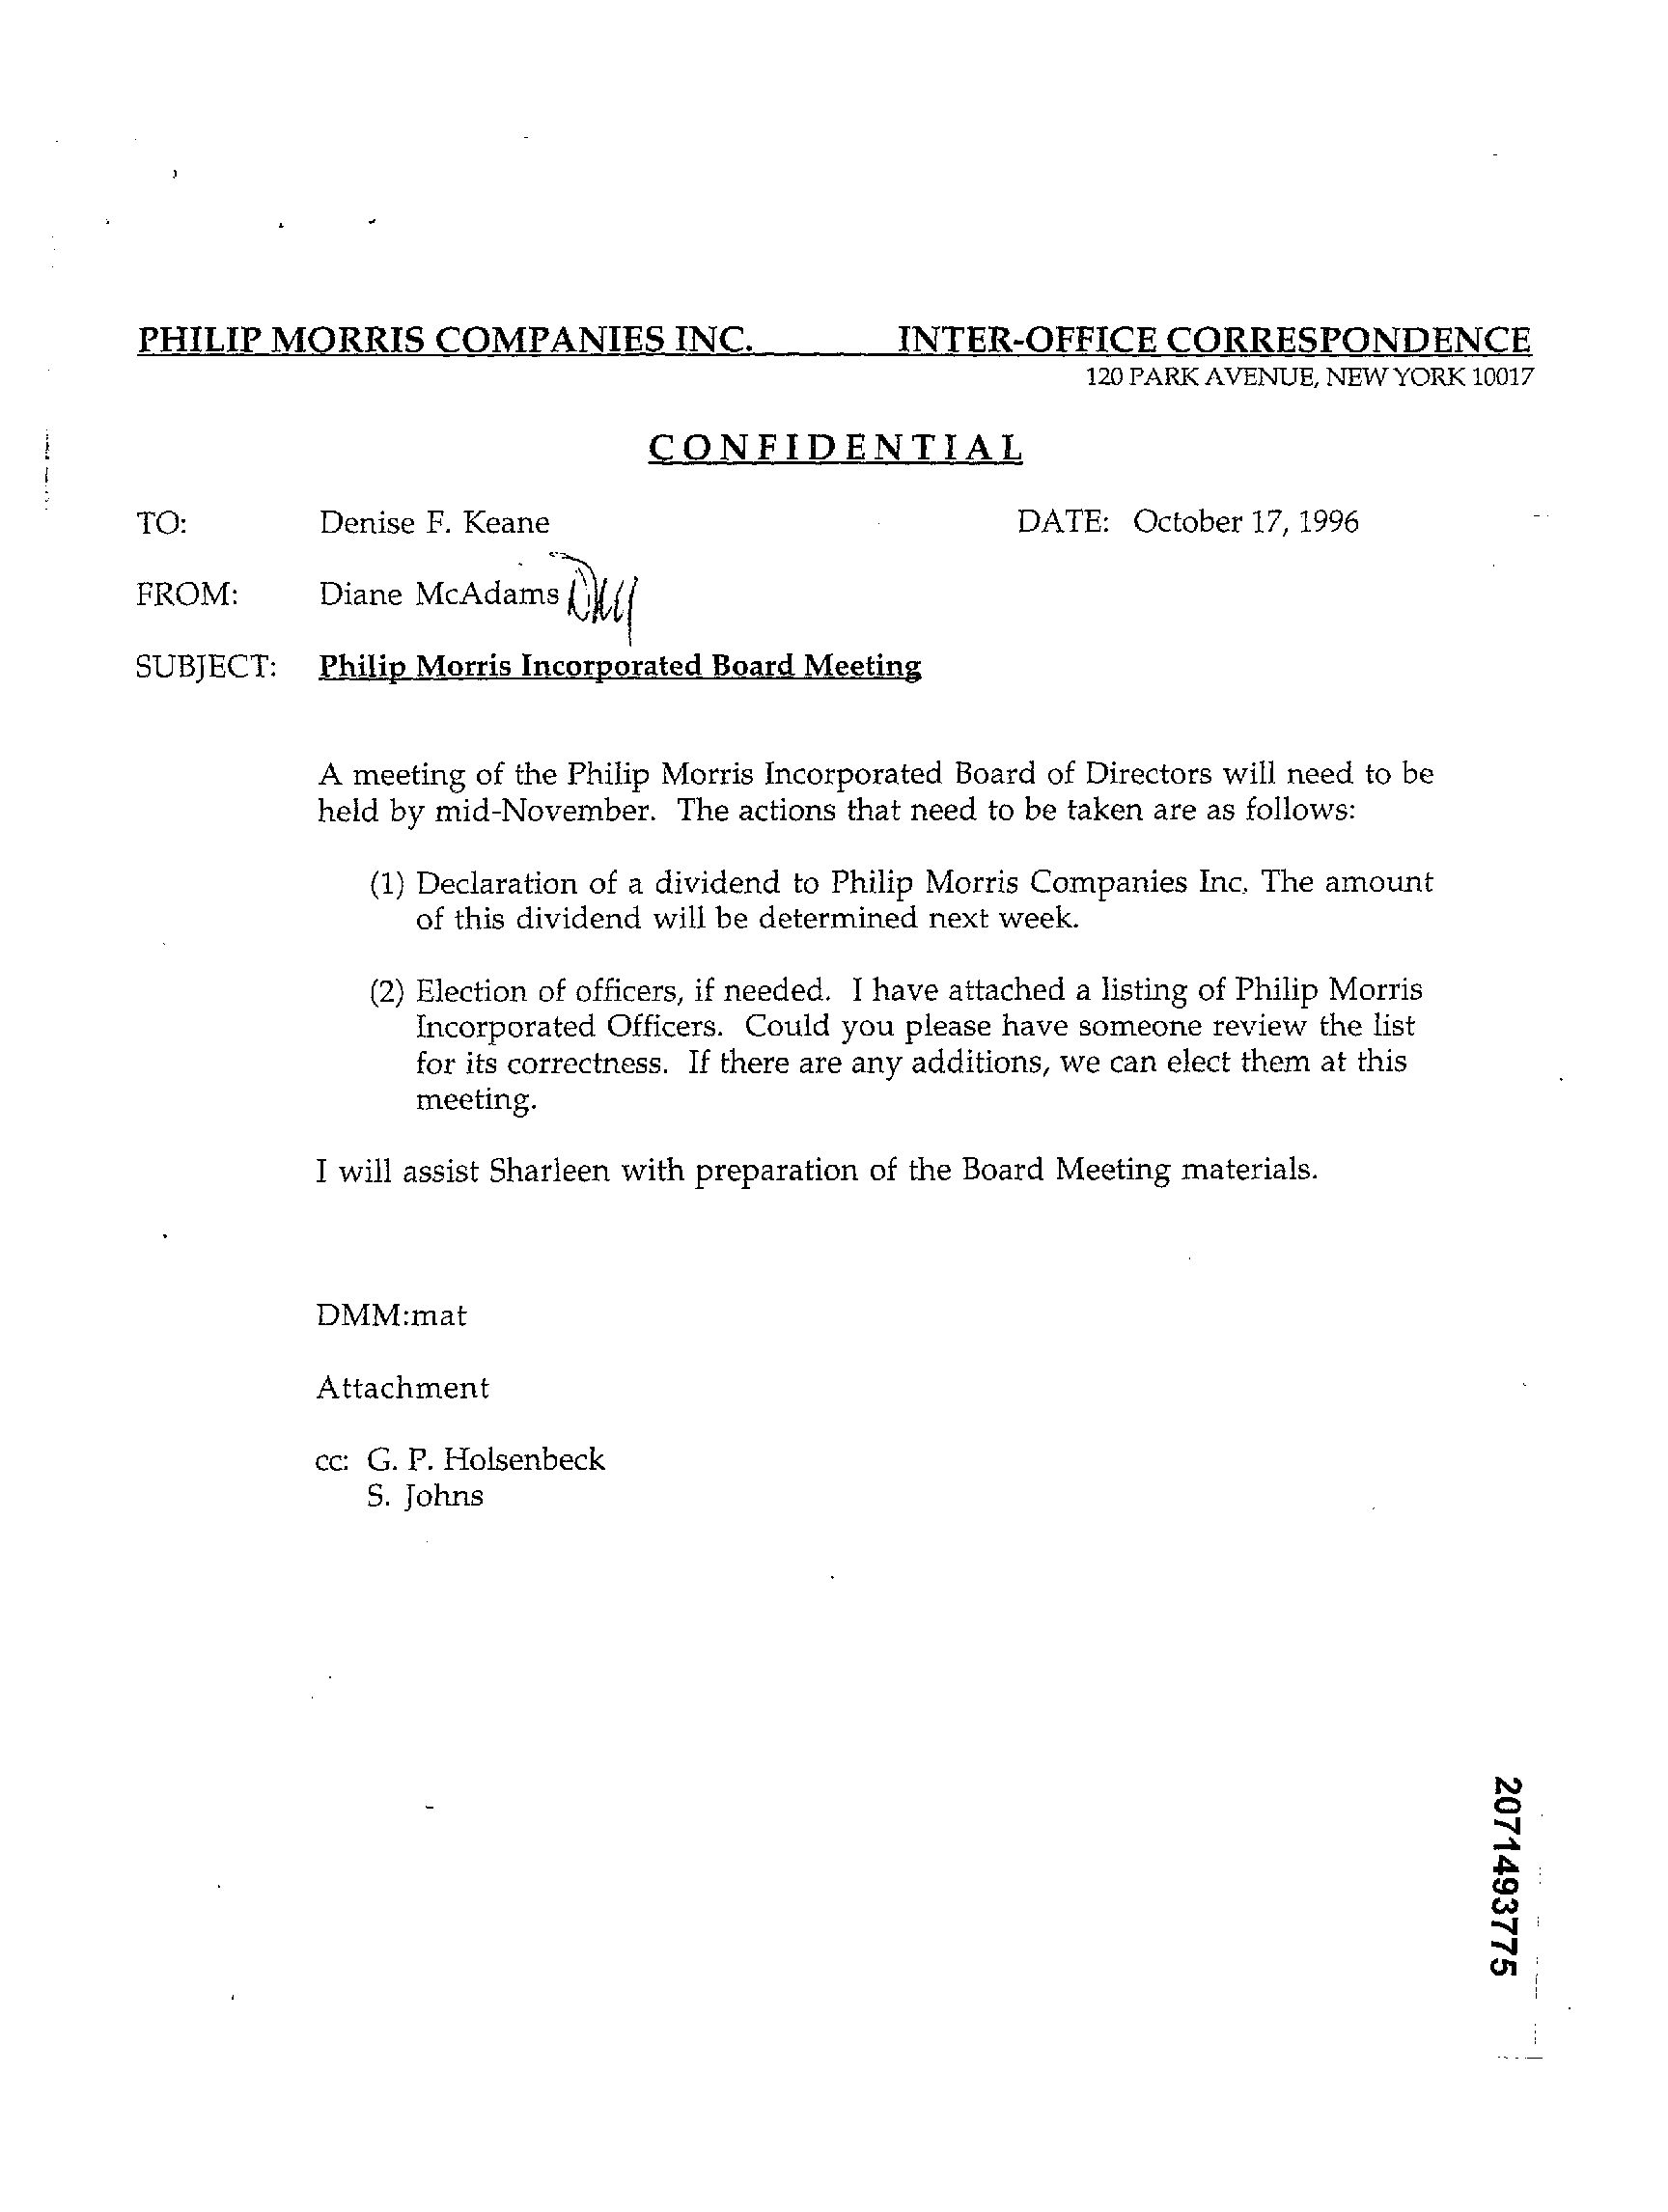 PHILIP MORRIS COMPANIES INC. INTER-OFFICE CORRESPONDENCE
120 PARK AVENUE, NEW YORK 10017
CONFIDENTIAL
TO: Denise F. Keane DATE: October 17, 1996
FROM: Diane McAdams
SUBJECT: Philip Morris Incorporated Board Meeting
A meeting of the Philip Morris Incorporated Board of Directors will need to be
held by mid-November. The actions that need to be taken are as follows:
(1) Declaration of a dividend to Philip Morris Companies Inc. The amount
of this dividend will be determined next week.
(2) Election of officers, if needed. I have attached a listing of Philip Morris
Incorporated Officers. Could you please have someone review the list
for its correctness. If there are any additions, we can elect them at this
meeting.
I will assist Sharleen with preparation of the Board Meeting materials.
DMM:mat
Attachment
cc: G. P. Holsenbeck
S. Johns
2071493775